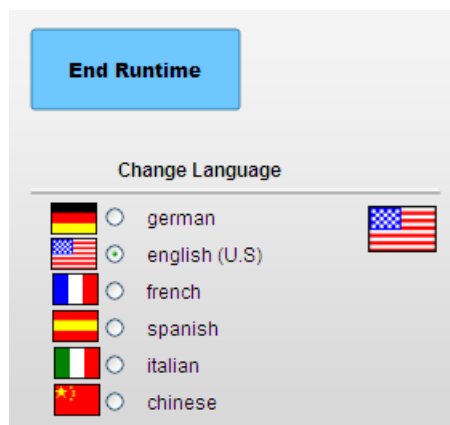 End Runtime
Change Language
german
english (U.S)
french
spanish
italian
chinese